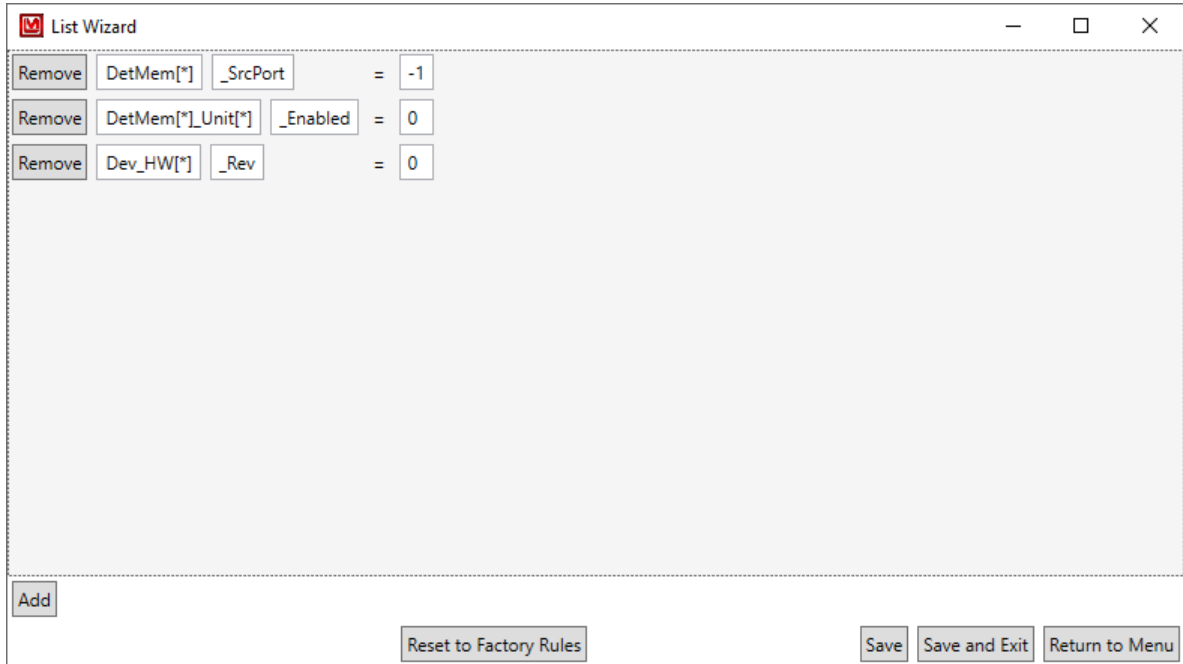 List Wizard
Remove DetMem[*] _SrcPort = -1
Remove DetMem[*]_Unit[*] _Enabled = 0
Remove Dev_HW[*] _Rev = 0
Add
Reset to Factory Rules Save Save and Exit Return to Menu